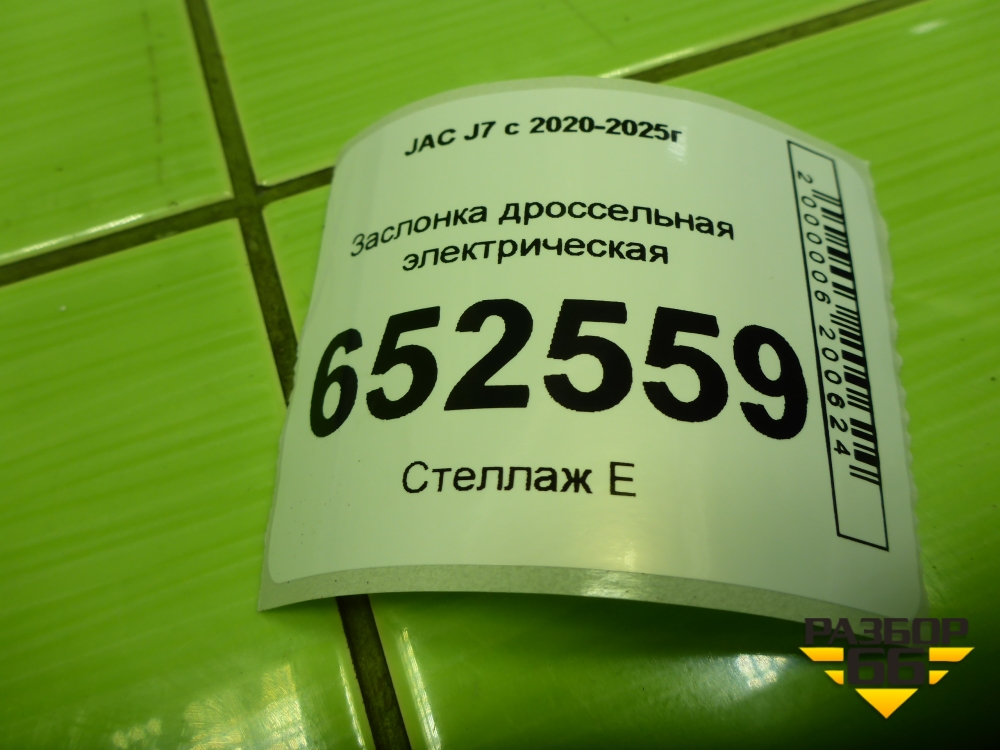 JAC J7 с 2020-2025г
Заслонка дроссельная
электрическая
652559
Стеллаж Е
2000006200624
РАЗБОР
66